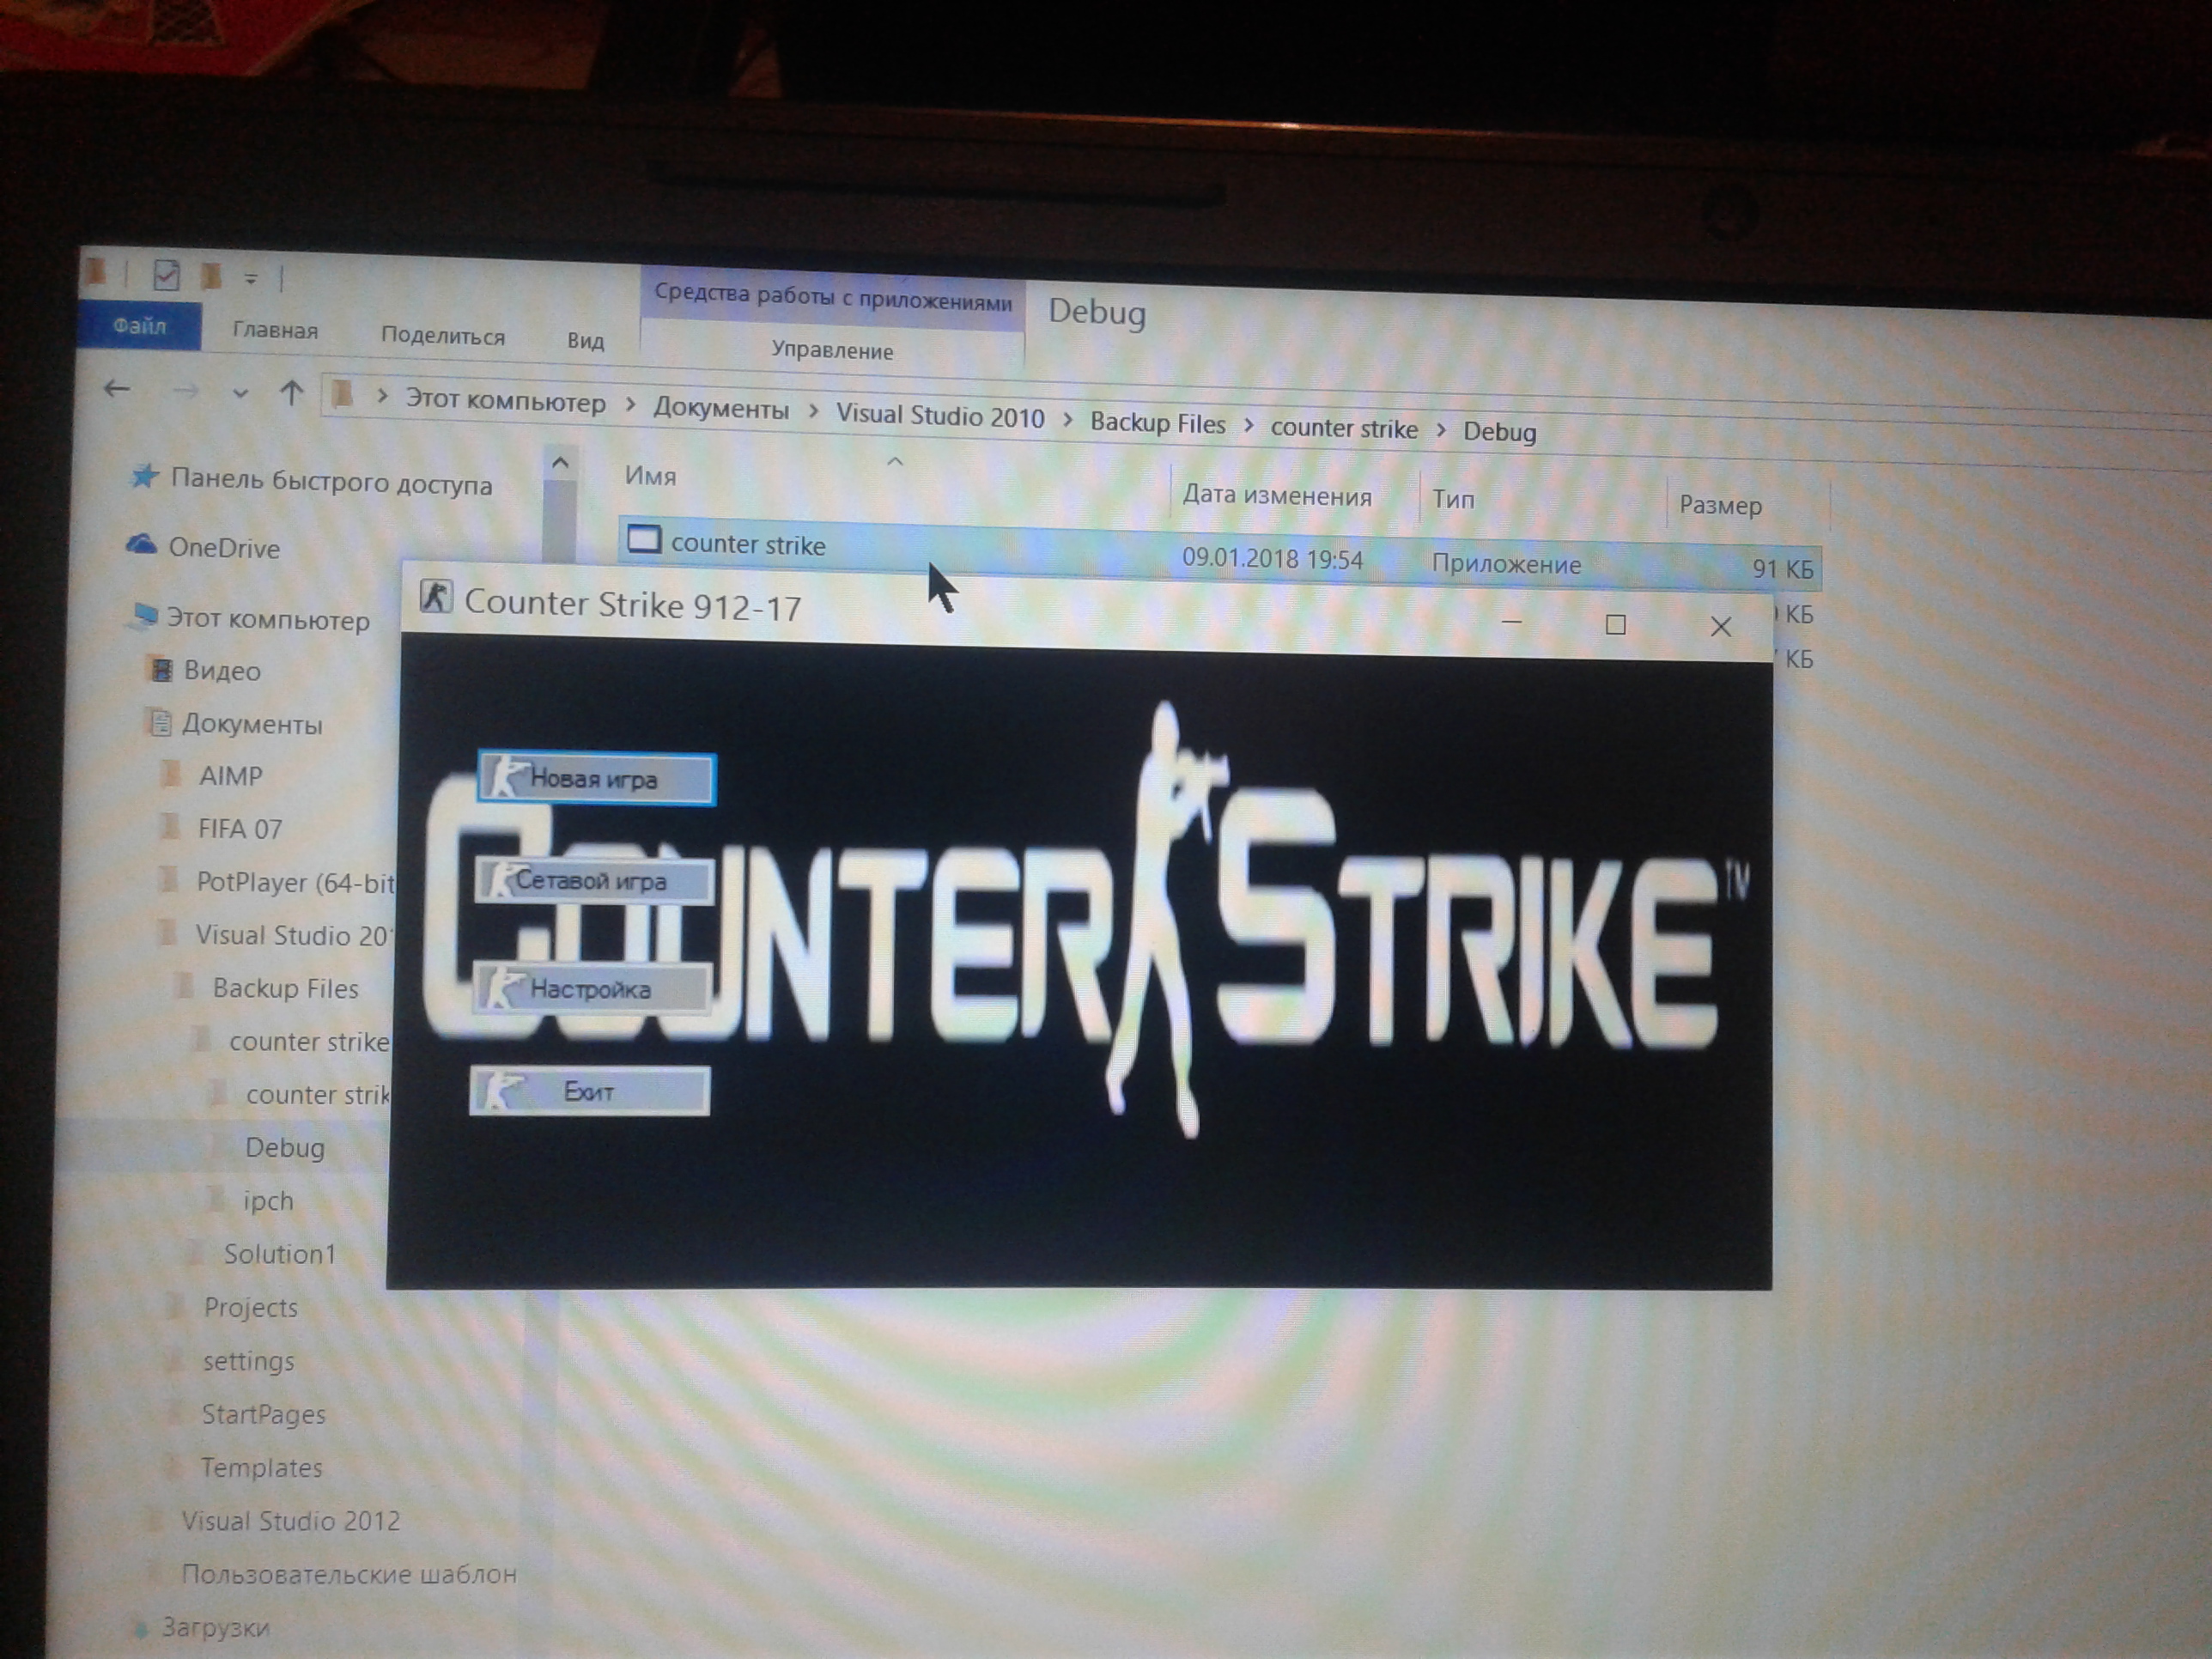 Средства работы с приложениями
Debug
Файл
Главная
Поделиться
Вид
Управление
Этот компьютер > Документы > Visual Studio 2010 > Backup Files > counter strike > Debug
Имя
Дата изменения
Тип
Размер
counter strike
09.01.2018 19:54
Приложение
91 КБ
КБ
КБ
Панель быстрого доступа
OneDrive
Этот компьютер
Видео
Документы
AIMP
FIFA 07
PotPlayer (64-bit
Visual Studio 20
Backup Files
counter strike
counter strik
Debug
ipch
Solution1
Projects
settings
StartPages
Templates
Visual Studio 2012
Пользовательские шаблон
Загрузки
Counter Strike 912-17
Новая игра
Сетавой игра
Настройка
Ехит
COUNTER STRIKE TM